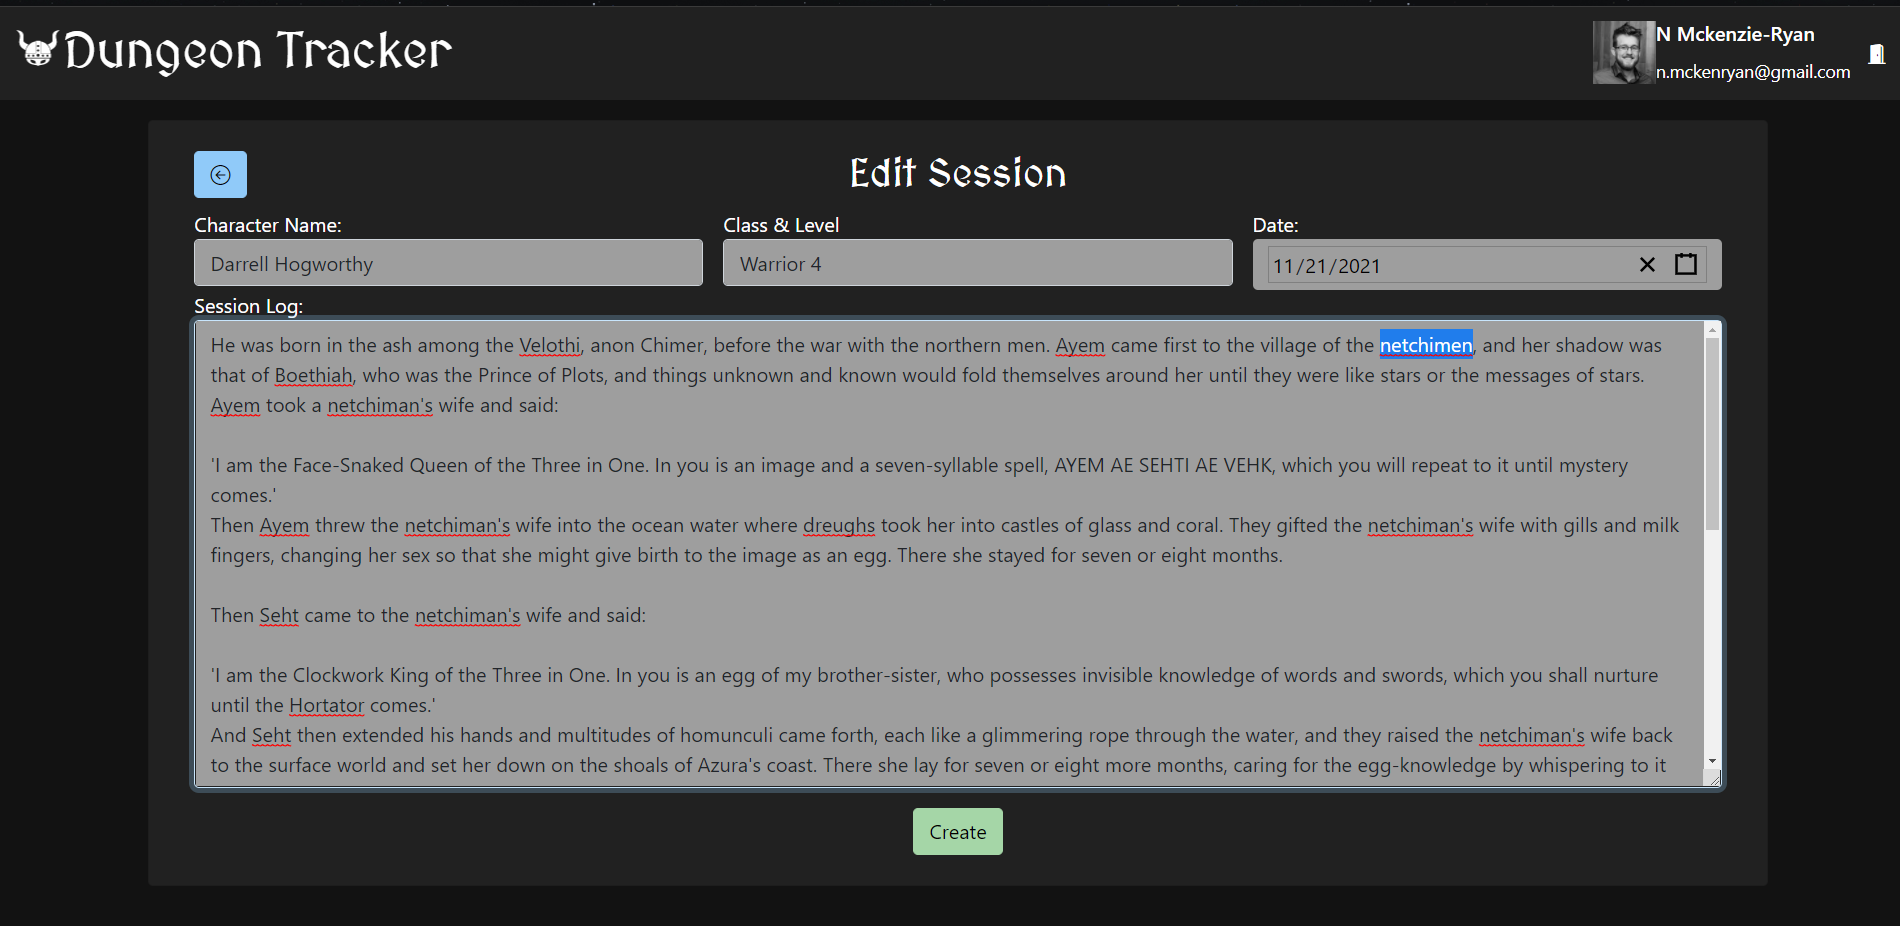 Dungeon Tracker
N Mckenzie-Ryan
n.mckenryan@gmail.com
Edit Session
Character Name:
Class & Level
Date:
Darrell Hogworthy
Warrior 4
11/21/2021
Session Log:
He was born in the ash among the Velothi, anon Chimer, before the war with the northern men. Ayem came first to the village of the netchimen, and her shadow was
that of Boethiah, who was the Prince of Plots, and things unknown and known would fold themselves around her until they were like stars or the messages of stars.
Ayem took a netchiman's wife and said:
'I am the Face-Snaked Queen of the Three in One. In you is an image and a seven-syllable spell, AYEM AE SEHTI AE VEHK, which you will repeat to it until mystery
comes.'
Then Ayem threw the netchiman's wife into the ocean water where dreughs took her into castles of glass and coral. They gifted the netchiman's wife with gills and milk
fingers, changing her sex so that she might give birth to the image as an egg. There she stayed for seven or eight months.
Then Seht came to the netchiman's wife and said:
'I am the Clockwork King of the Three in One. In you is an egg of my brother-sister, who possesses invisible knowledge of words and swords, which you shall nurture
until the Hortator comes.'
And Seht then extended his hands and multitudes of homunculi came forth, each like a glimmering rope through the water, and they raised the netchiman's wife back
to the surface world and set her down on the shoals of Azura's coast. There she lay for seven or eight more months, caring for the egg-knowledge by whispering to it
Create